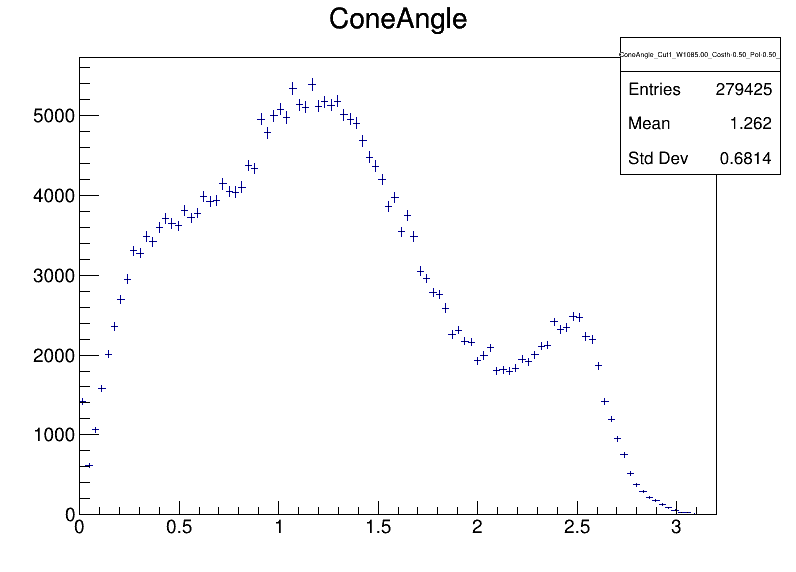 ConeAngle
ConeAngle_Cut1_W1085.00_Costh-0.50_Pol-0.50_
Entries 279425
Mean 1.262
Std Dev 0.6814
5000
4000
3000
2000
1000
0
0 0.5 1 1.5 2 2.5 3